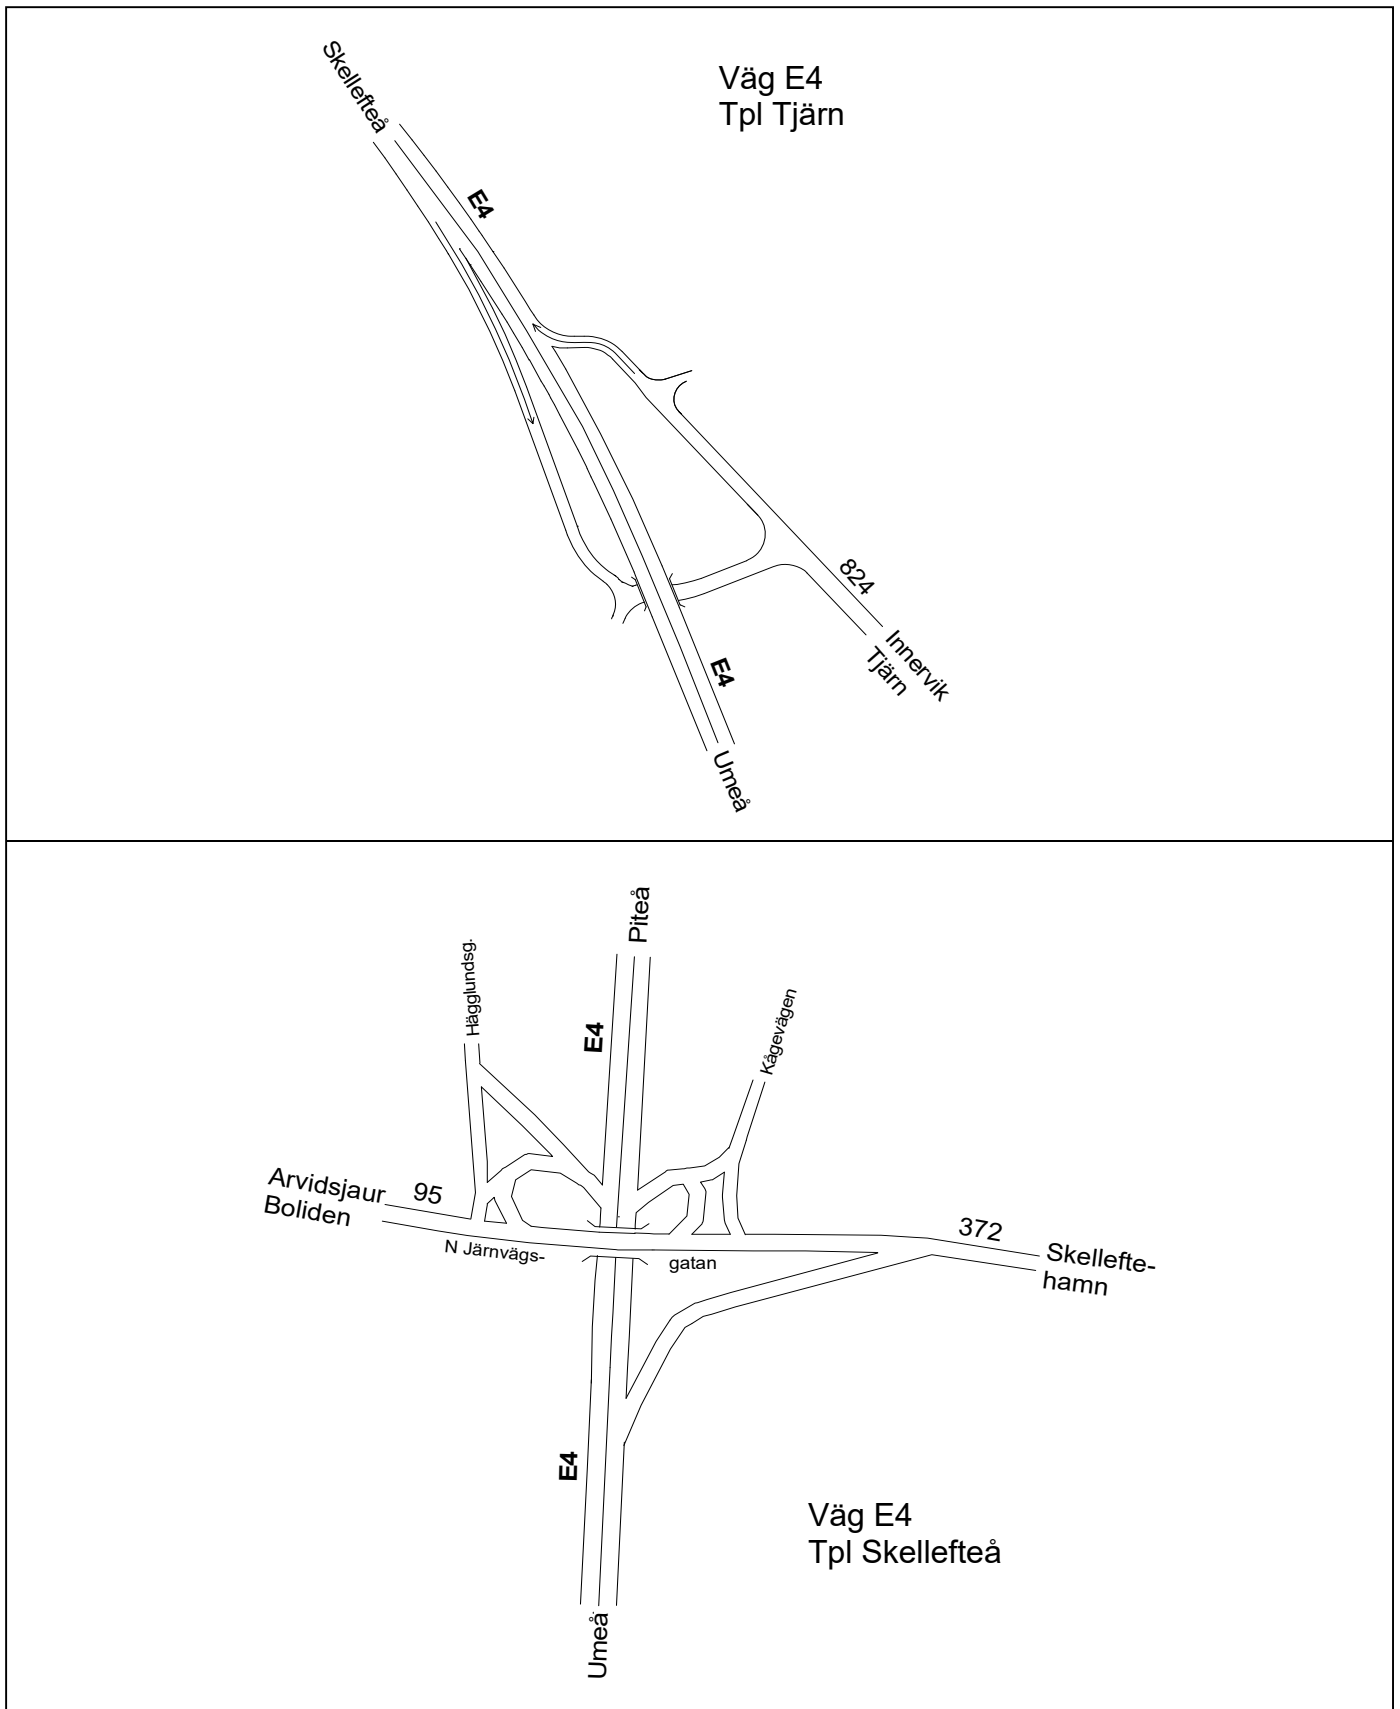 Väg E4
Tpl Tjärn
Skellefteå
E4
824
Innervik
Tjärn
E4
Umeå
Piteå
Hägglundsg.
E4
Kågevägen
Arvidsjaur
Boliden
95
N Järnvägs-
gatan
372
Skellefte-
hamn
E4
Väg E4
Tpl Skellefteå
Umeå